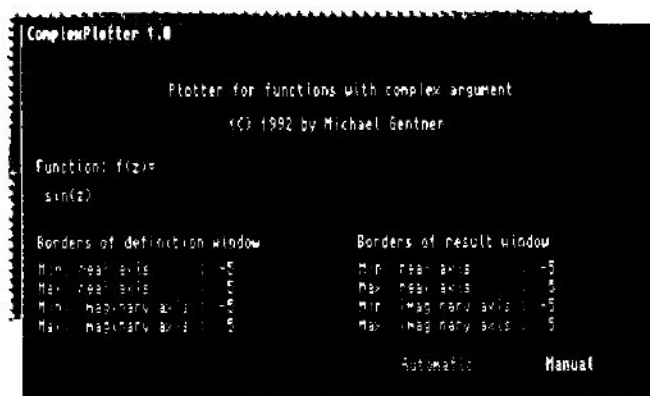 ComplexPlotter 1.0
Plotter for functions with complex argument
(C) 1992 by Michael Gentner
Function: f(z)=
sin(z)
Borders of definition window
Borders of result window
Min. real axis : -5
Max. real axis : 5
Min. imaginary axis : -5
Max. imaginary axis : 5
Min. real axis : -5
Max. real axis : 5
Min. imaginary axis : -5
Max. imaginary axis : 5
Automatic
Manual